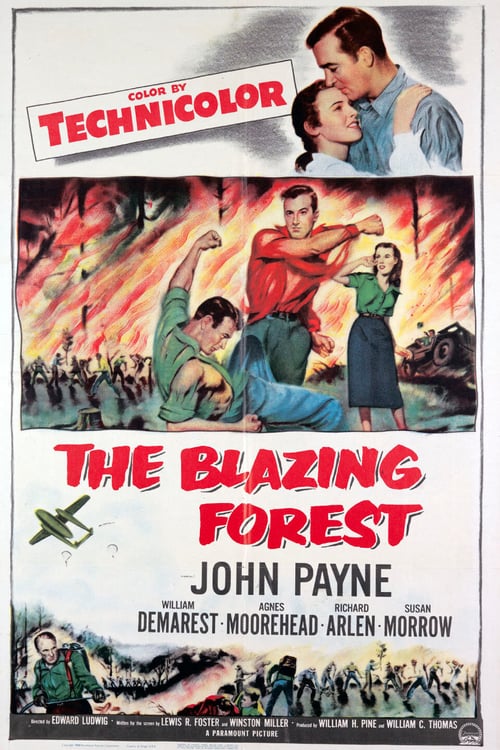 COLOR BY
TECHNICOLOR
THE BLAZING
FOREST
JOHN PAYNE
WILLIAM AGNES RICHARD SUSAN
DEMAREST · MOOREHEAD · ARLEN · MORROW
Directed by EDWARD LUDWIG · Written for the screen by LEWIS R. FOSTER and WINSTON MILLER · Produced by WILLIAM H. PINE and WILLIAM C. THOMAS
A PARAMOUNT PICTURE